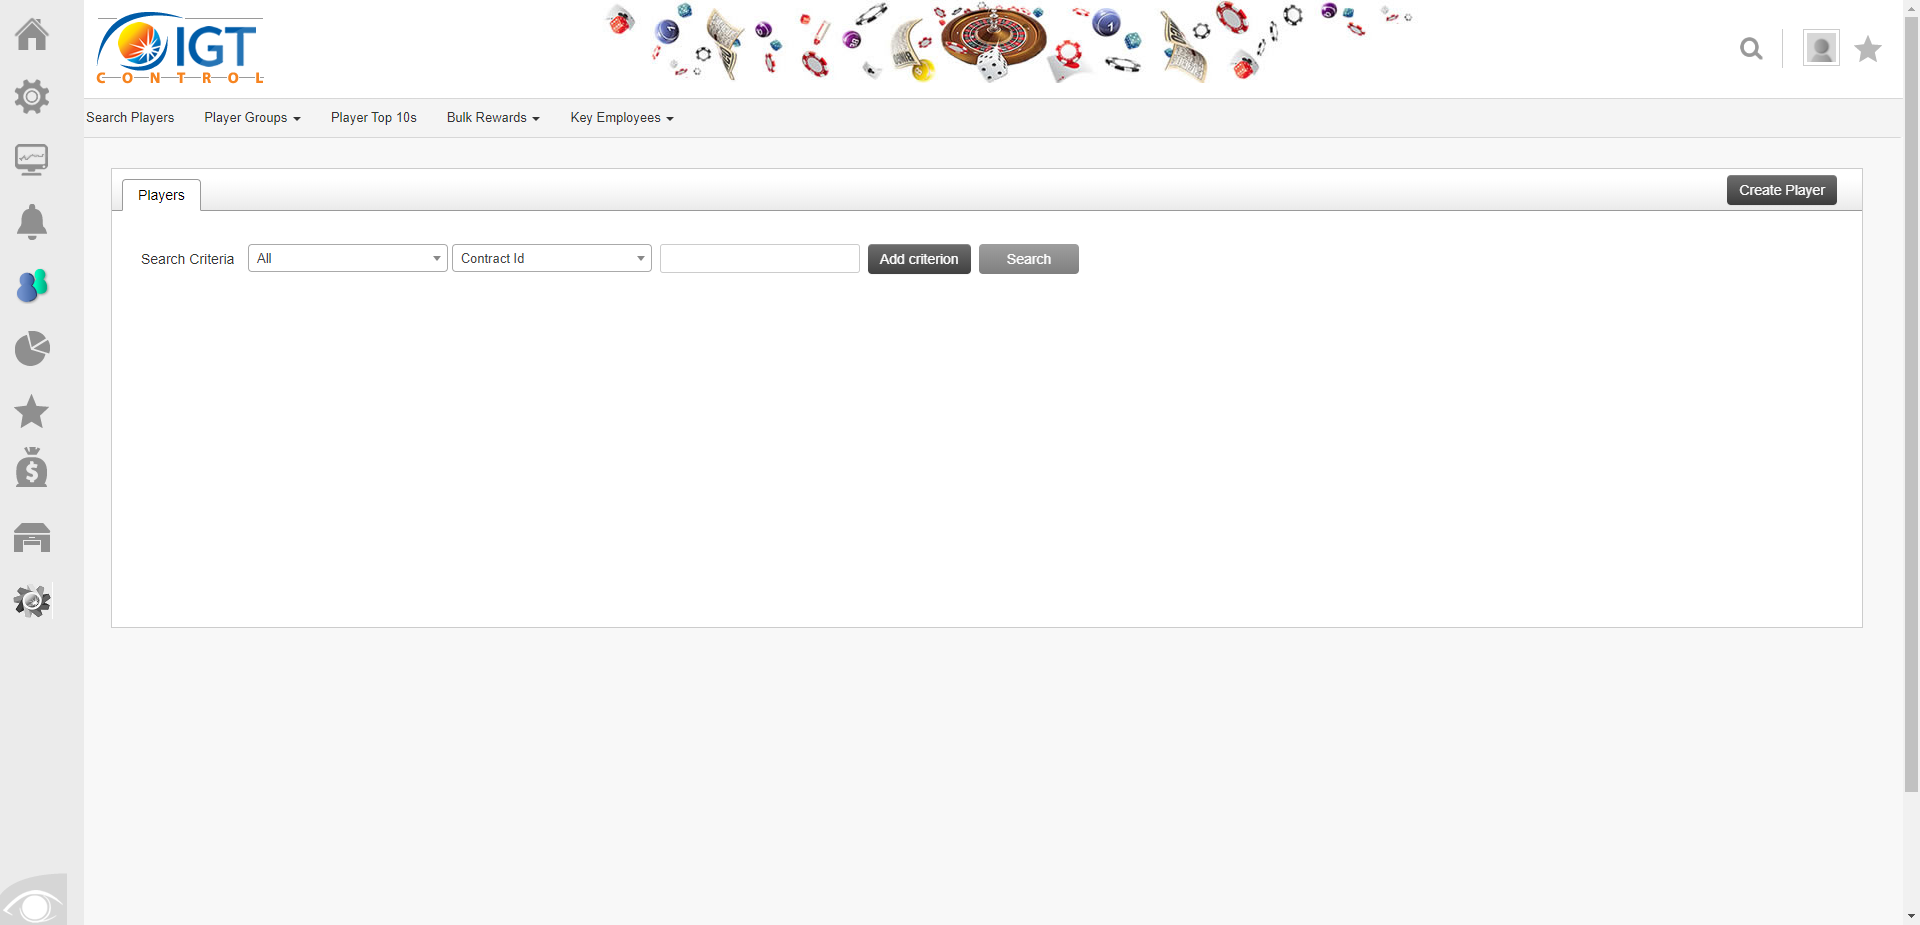 IGT
CONTROL
Search Players Player Groups Player Top 10s Bulk Rewards Key Employees
Players
Create Player
Search Criteria All Contract Id Add criterion Search